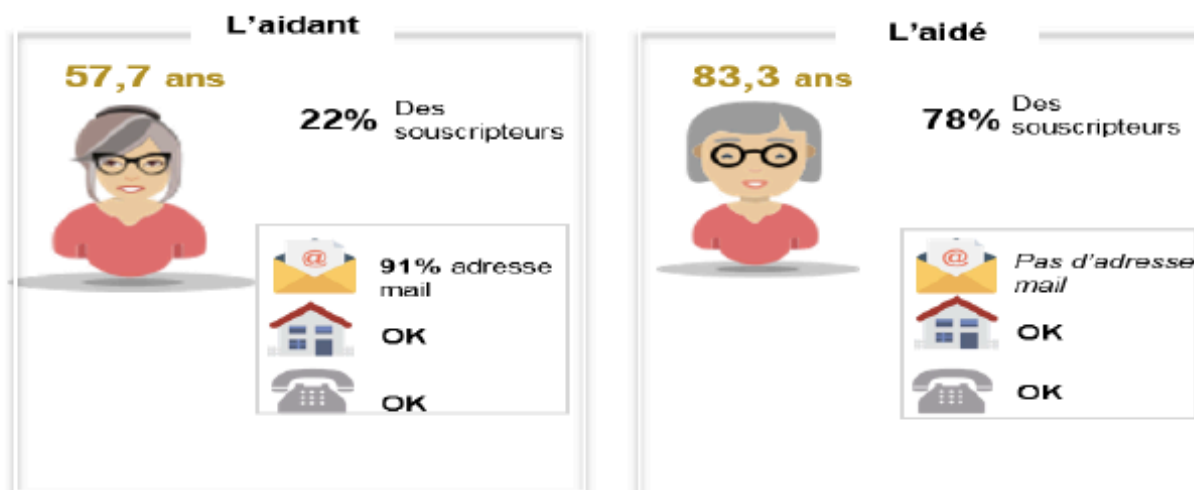 L'aidant
57,7 ans
22% Des
souscripteurs
@
91% adresse
mail
OK
OK
L'aidé
83,3 ans
78% Des
souscripteurs
@
Pas d'adresse
mail
OK
OK